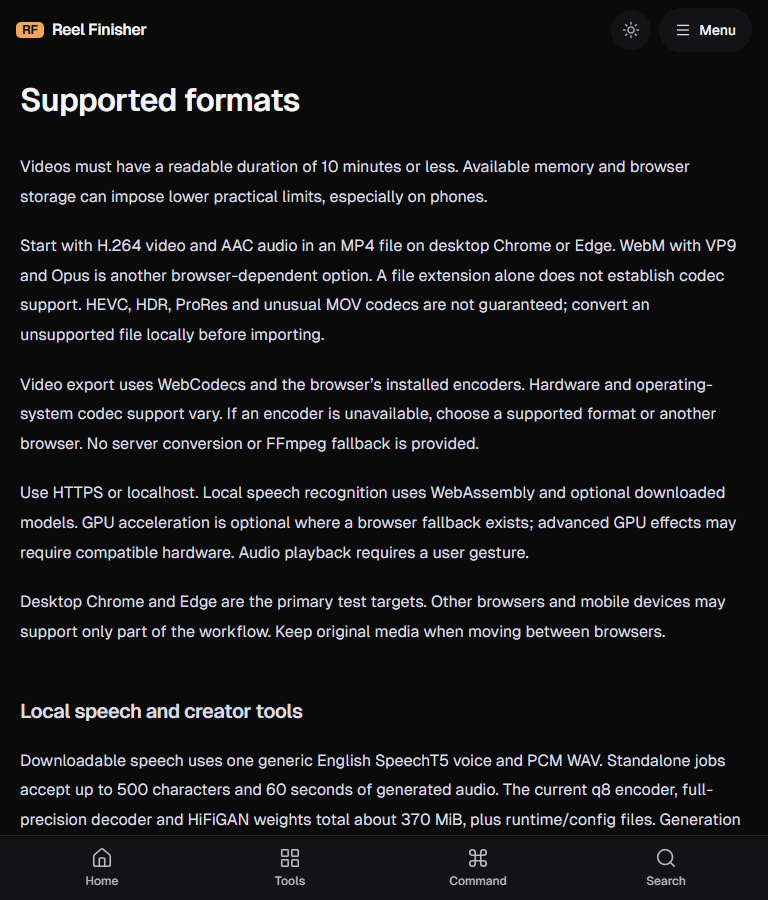 RF Reel Finisher
Menu
Supported formats
Videos must have a readable duration of 10 minutes or less. Available memory and browser
storage can impose lower practical limits, especially on phones.
Start with H.264 video and AAC audio in an MP4 file on desktop Chrome or Edge. WebM with VP9
and Opus is another browser-dependent option. A file extension alone does not establish codec
support. HEVC, HDR, ProRes and unusual MOV codecs are not guaranteed; convert an
unsupported file locally before importing.
Video export uses WebCodecs and the browser’s installed encoders. Hardware and operating-
system codec support vary. If an encoder is unavailable, choose a supported format or another
browser. No server conversion or FFmpeg fallback is provided.
Use HTTPS or localhost. Local speech recognition uses WebAssembly and optional downloaded
models. GPU acceleration is optional where a browser fallback exists; advanced GPU effects may
require compatible hardware. Audio playback requires a user gesture.
Desktop Chrome and Edge are the primary test targets. Other browsers and mobile devices may
support only part of the workflow. Keep original media when moving between browsers.
Local speech and creator tools
Downloadable speech uses one generic English SpeechT5 voice and PCM WAV. Standalone jobs
accept up to 500 characters and 60 seconds of generated audio. The current q8 encoder, full-
precision decoder and HiFiGAN weights total about 370 MiB, plus runtime/config files. Generation
Home
Tools
Command
Search